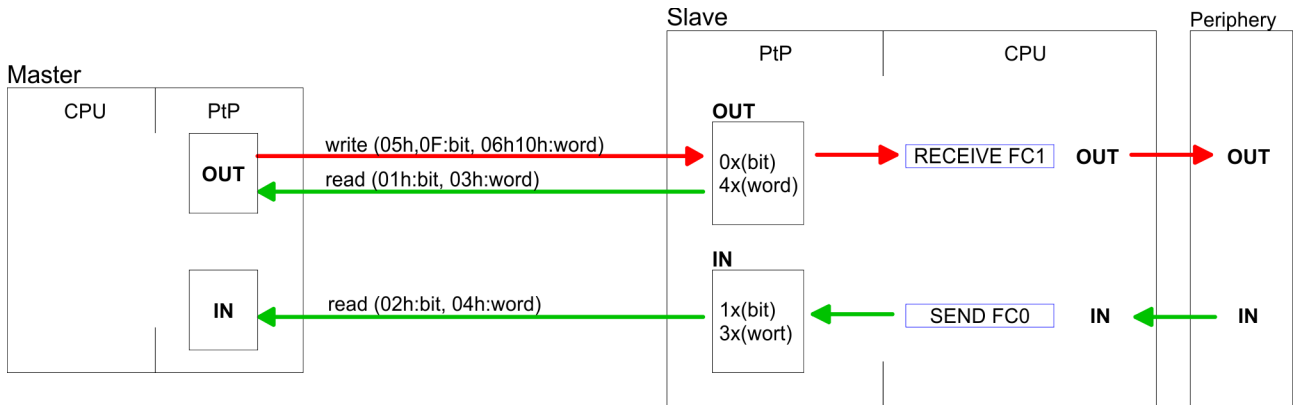 Slave
Periphery
PtP
CPU
Master
CPU
PtP
OUT
write (05h,0F:bit, 06h10h:word)
OUT
0x(bit)
RECEIVE FC1
OUT
OUT
read (01h:bit, 03h:word)
4x(word)
IN
IN
read (02h:bit, 04h:word)
1x(bit)
3x(wort)
SEND FC0
IN
IN